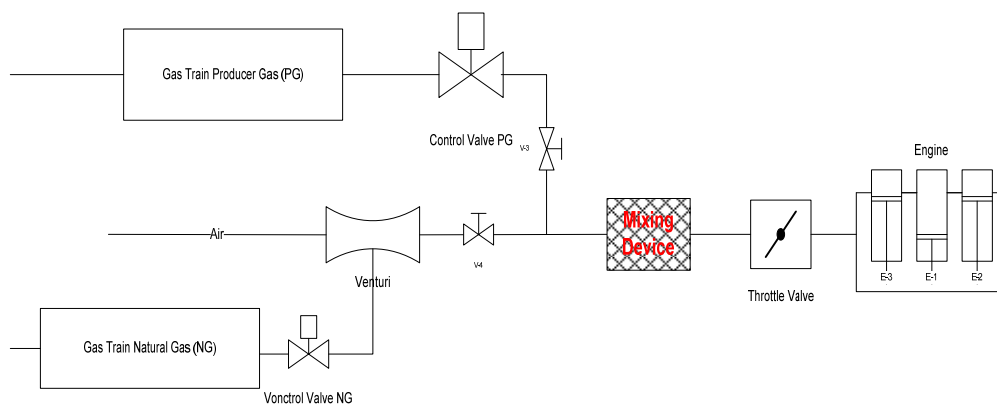 Gas Train Producer Gas (PG)
Control Valve PG
V-3
Engine
Air
Venturi
V-4
Mixing
Device
Throttle Valve
E-3
E-1
E-2
Gas Train Natural Gas (NG)
Vonctrol Valve NG